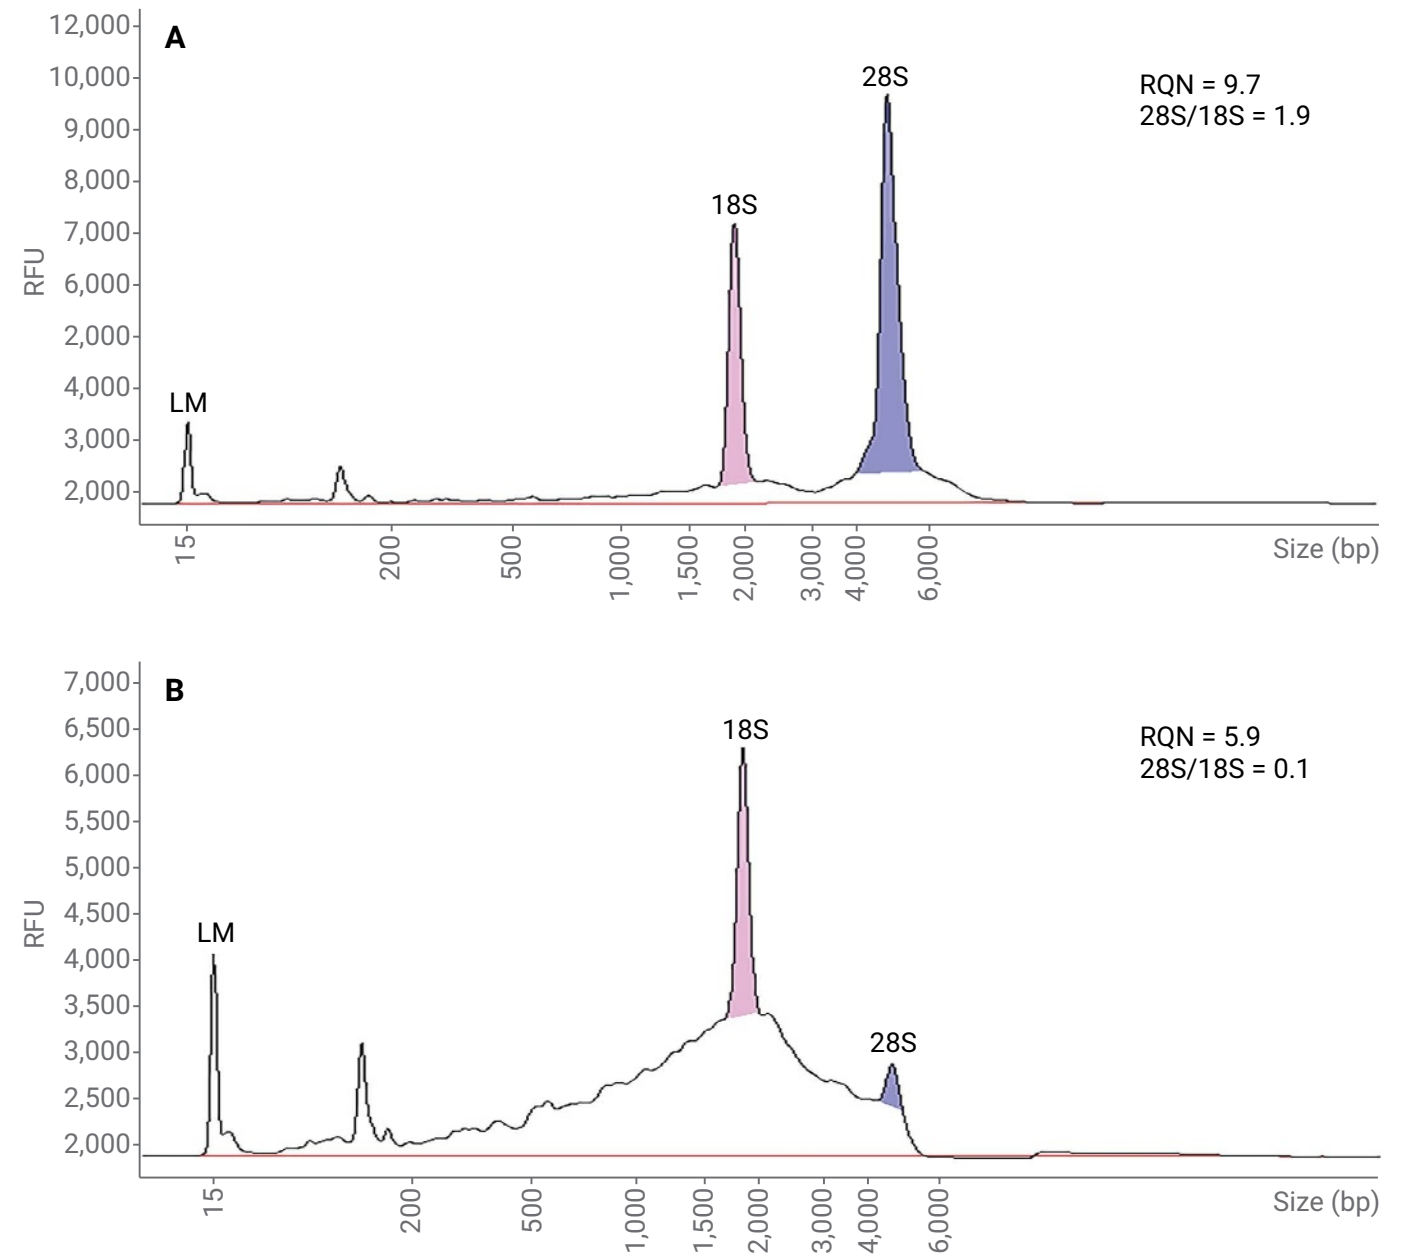 A
12,000
10,000
9,000
8,000
7,000
6,000
2,000
4,000
3,000
2,000
RFU
LM
18S
28S
RQN = 9.7
28S/18S = 1.9
15
200
500
1,000
1,500
2,000
3,000
4,000
6,000
Size (bp)
B
7,000
6,500
6,000
5,500
5,000
4,500
4,000
3,500
3,000
2,500
2,000
RFU
LM
18S
28S
RQN = 5.9
28S/18S = 0.1
15
200
500
1,000
1,500
2,000
3,000
4,000
6,000
Size (bp)